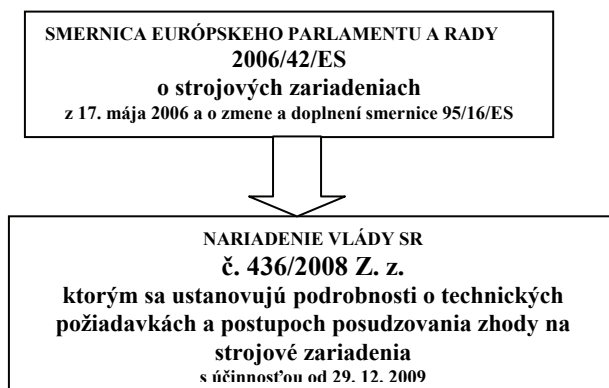 SMERNICA EURÓPSKEHO PARLAMENTU A RADY
2006/42/ES
o strojových zariadeniach
z 17. mája 2006 a o zmene a doplnení smernice 95/16/ES
NARIADENIE VLÁDY SR
č. 436/2008 Z. z.
ktorým sa ustanovujú podrobnosti o technických
požiadavkách a postupoch posudzovania zhody na
strojové zariadenia
s účinnosťou od 29. 12. 2009